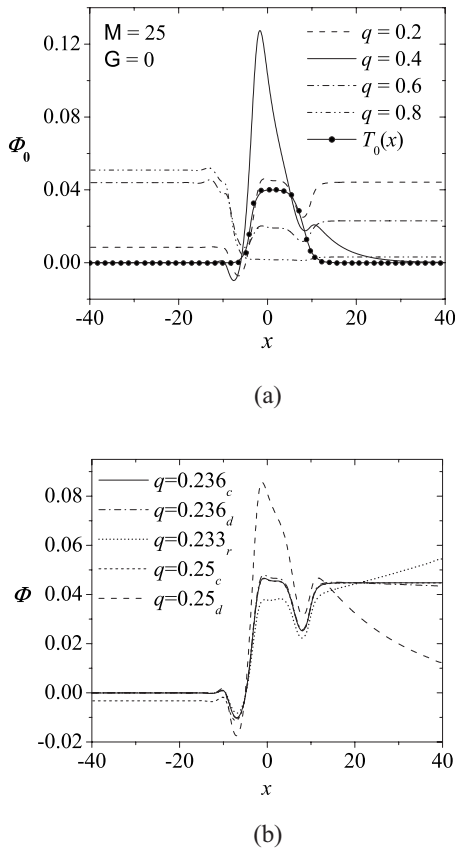 0.12
0.08
0.04
0.00
Φ0
M = 25
G = 0
q = 0.2
q = 0.4
q = 0.6
q = 0.8
T0(x)
-40 -20 0 20 40
x
(a)
0.08
0.06
0.04
0.02
0.00
-0.02
Φ
q=0.236c
q=0.236d
q=0.233r
q=0.25c
q=0.25d
-40 -20 0 20 40
x
(b)